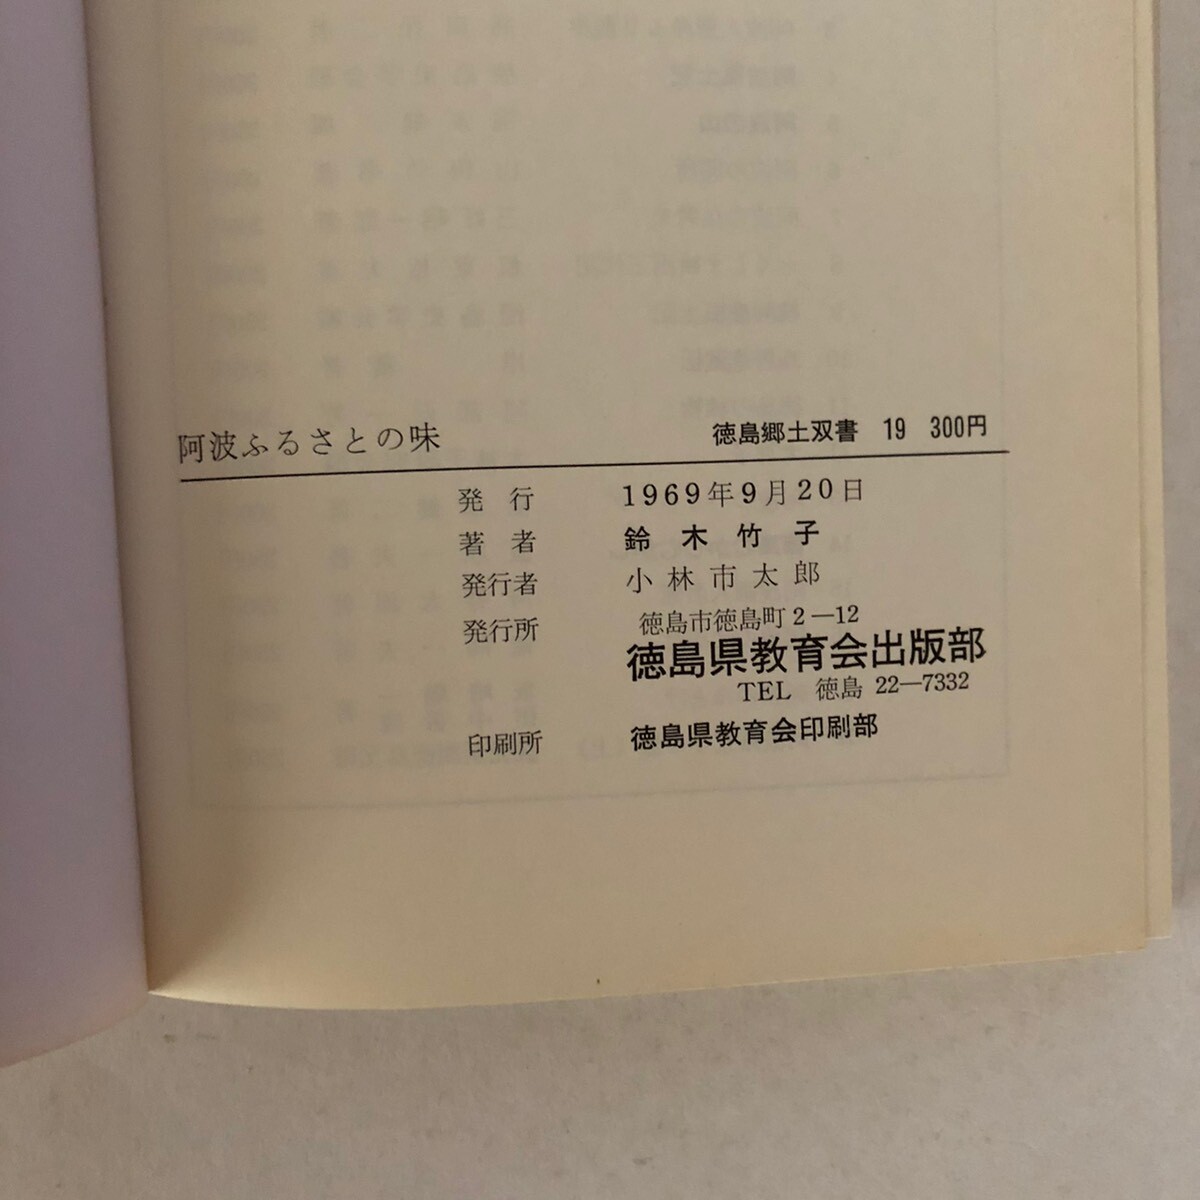 阿波ふるさとの味　徳島郷土双書　19　300円
発行　1969年9月20日
著者　鈴木竹子
発行者　小林市太郎
発行所　徳島市徳島町2―12
徳島県教育会出版部
TEL　徳島　22―7332
印刷所　徳島県教育会印刷部